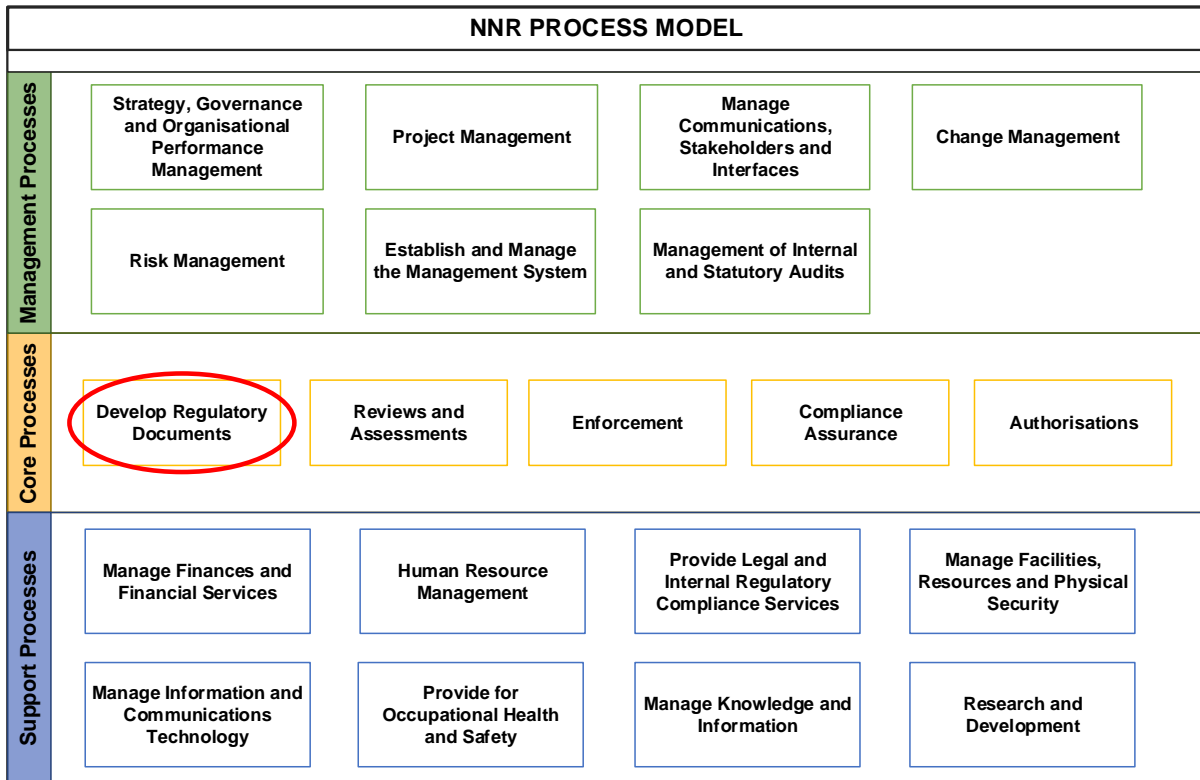 NNR PROCESS MODEL
Management Processes
Strategy, Governance
and Organisational
Performance
Management
Project Management
Manage
Communications,
Stakeholders and
Interfaces
Change Management
Risk Management
Establish and Manage
the Management System
Management of Internal
and Statutory Audits
Core Processes
Develop Regulatory
Documents
Reviews and
Assessments
Enforcement
Compliance
Assurance
Authorisations
Support Processes
Manage Finances and
Financial Services
Human Resource
Management
Provide Legal and
Internal Regulatory
Compliance Services
Manage Facilities,
Resources and Physical
Security
Manage Information and
Communications
Technology
Provide for
Occupational Health
and Safety
Manage Knowledge and
Information
Research and
Development